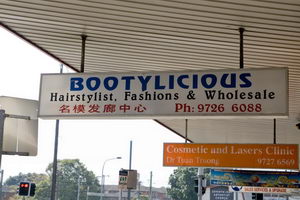 BOOTYLICIOUS
Hairstylist, Fashions & Wholesale
名模发廊中心 Ph: 9726 6088
Cosmetic and Lasers Clinic
Dr Tuan Truong 9727 6569